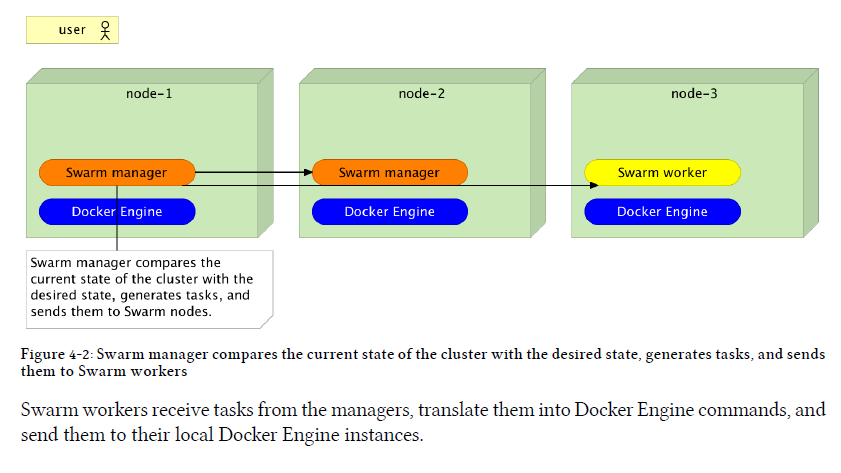 user
node-1
node-2
node-3
Swarm manager
Swarm manager
Swarm worker
Docker Engine
Docker Engine
Docker Engine
Swarm manager compares the
current state of the cluster with the
desired state, generates tasks, and
sends them to Swarm nodes.
Figure 4-2: Swarm manager compares the current state of the cluster with the desired state, generates tasks, and sends
them to Swarm workers
Swarm workers receive tasks from the managers, translate them into Docker Engine commands, and
send them to their local Docker Engine instances.